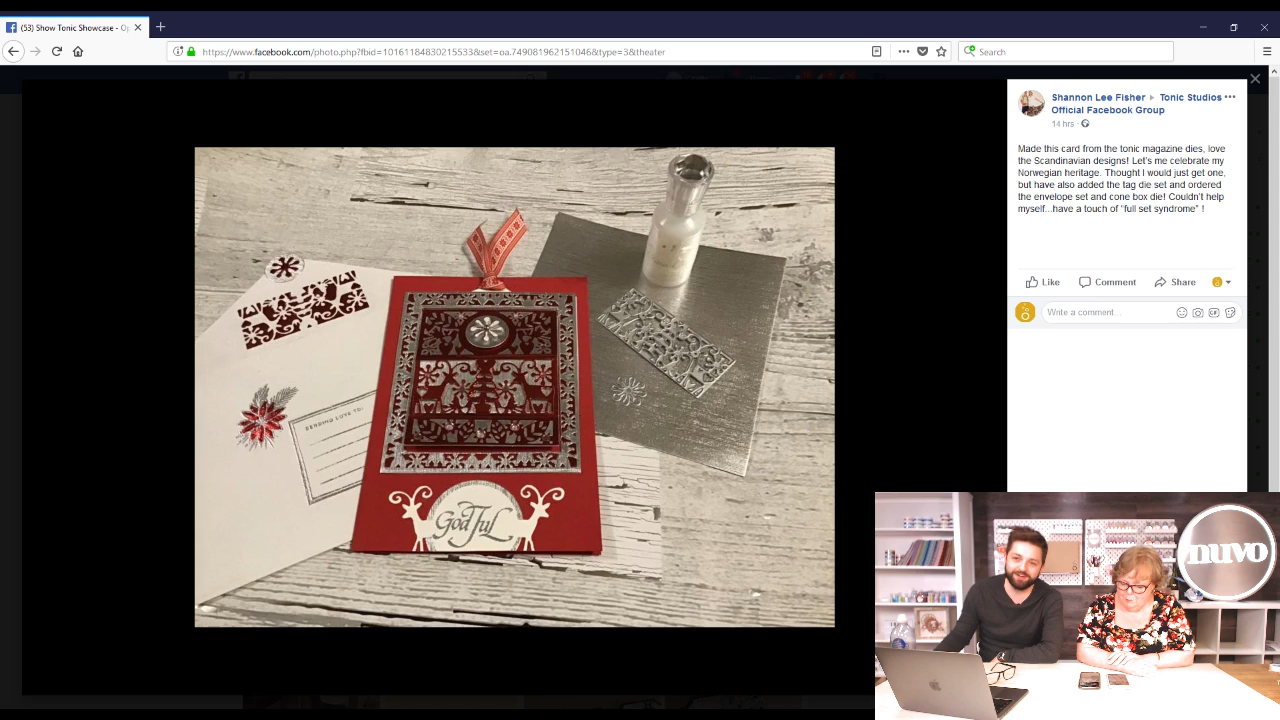 (53) Show Tonic Showcase - Op
https://www.facebook.com/photo.php?fbid=10161184830215533&set=oa.749081962151046&type=3&theater
Search
Shannon Lee Fisher ▸ Tonic Studios
Official Facebook Group
14 hrs
Made this card from the tonic magazine dies, love
the Scandinavian designs! Let's me celebrate my
Norwegian heritage. Thought I would just get one,
but have also added the tag die set and ordered
the envelope set and cone box die! Couldn't help
myself...have a touch of "full set syndrome" !
Like
Comment
Share
Write a comment...
GIF
SENDING LOVE TO:
God Jul
nuvo